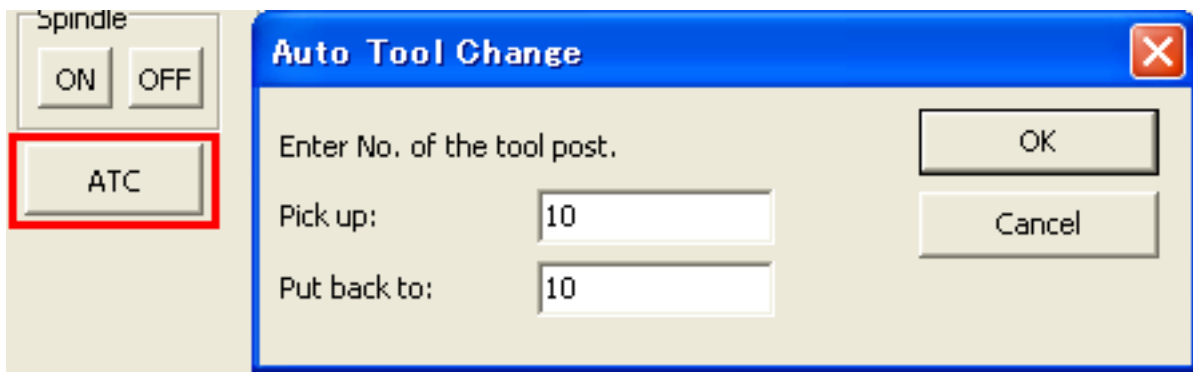 Spindle
ON OFF
ATC
Auto Tool Change
Enter No. of the tool post.
Pick up: 10
Put back to: 10
OK
Cancel